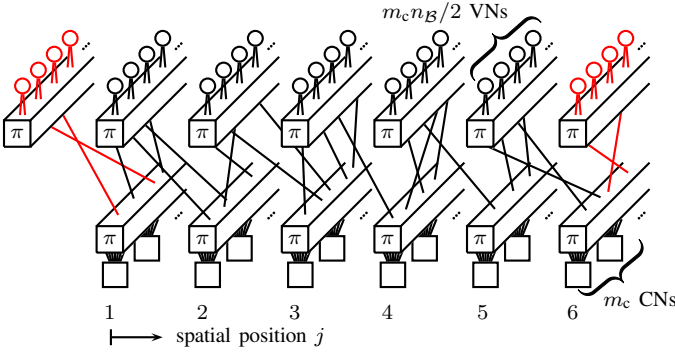 m_c n_ℬ/2 VNs
... ... ... ... ... ... ...
π π π π π π π
... ... ... ... ... ...
π π π π π π
m_c CNs
1 2 3 4 5 6
spatial position j